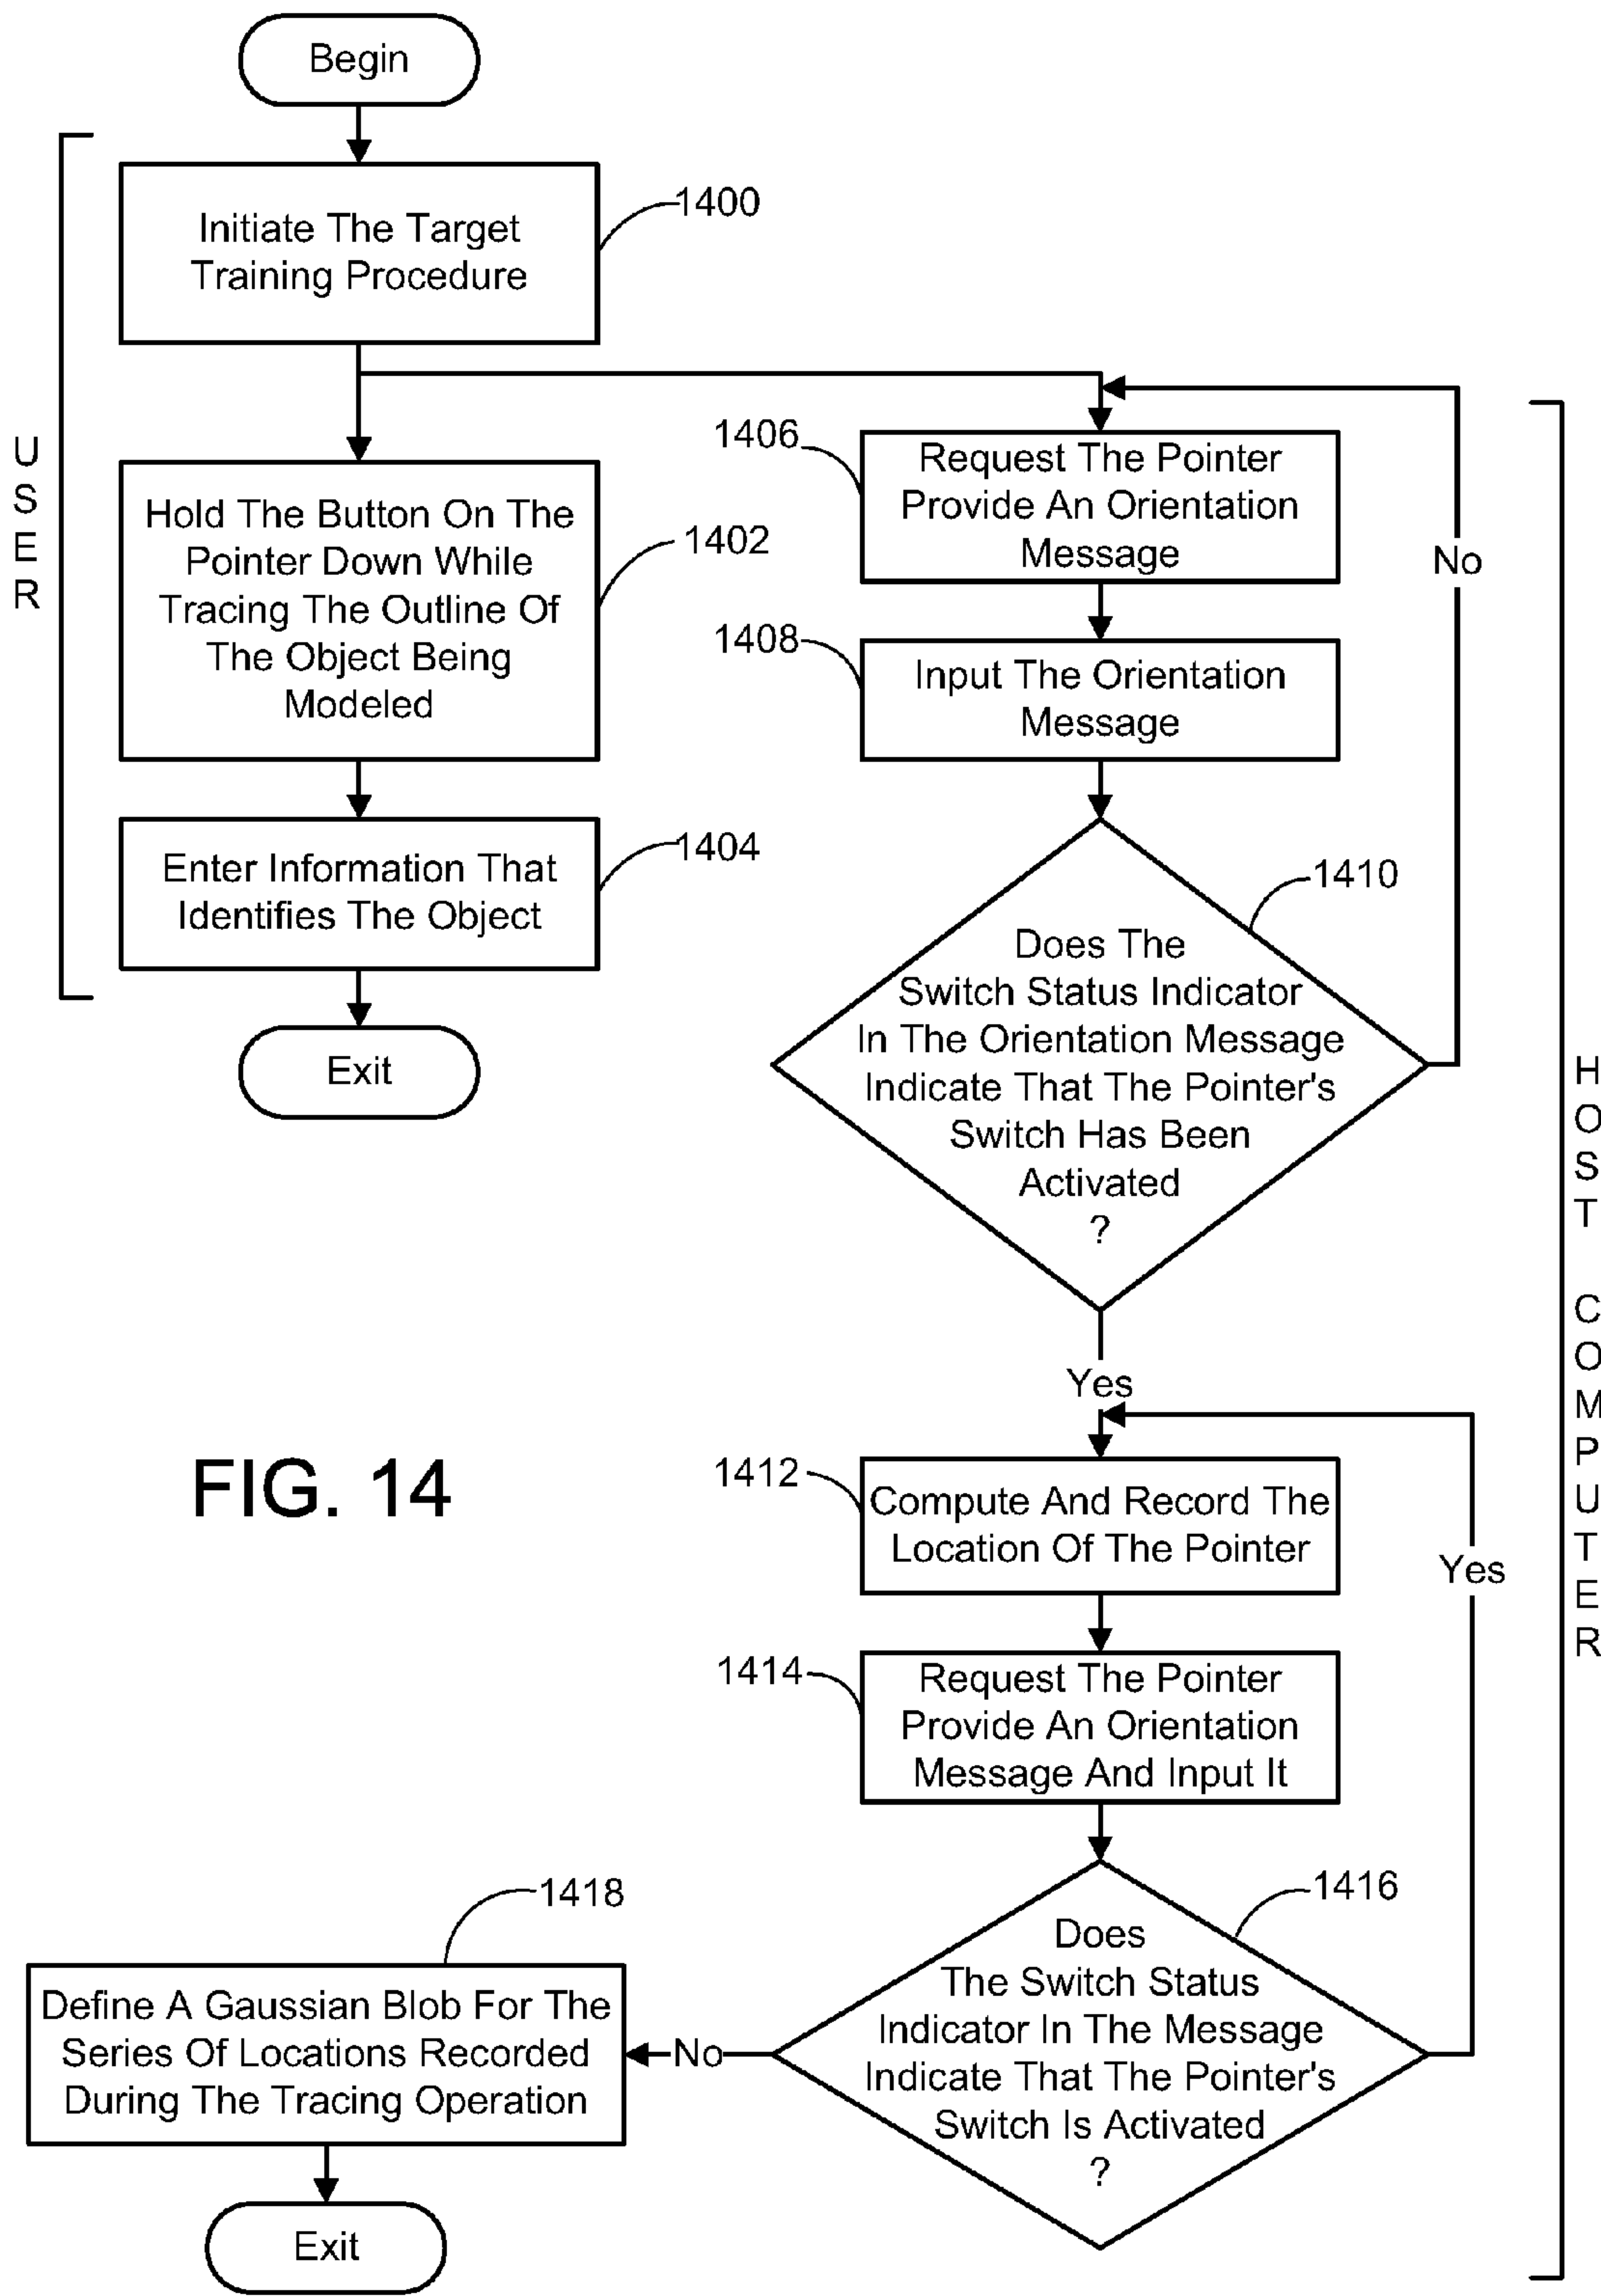 Begin
Initiate The Target
Training Procedure
1400
USER
Hold The Button On The
Pointer Down While
Tracing The Outline Of
The Object Being
Modeled
1402
Enter Information That
Identifies The Object
1404
Exit
1406
Request The Pointer
Provide An Orientation
Message
No
1408
Input The Orientation
Message
1410
Does The
Switch Status Indicator
In The Orientation Message
Indicate That The Pointer's
Switch Has Been
Activated
?
Yes
HOST COMPUTER
FIG. 14
1412
Compute And Record The
Location Of The Pointer
Yes
1414
Request The Pointer
Provide An Orientation
Message And Input It
1416
Does
The Switch Status
Indicator In The Message
Indicate That The Pointer's
Switch Is Activated
?
No
1418
Define A Gaussian Blob For The
Series Of Locations Recorded
During The Tracing Operation
Exit